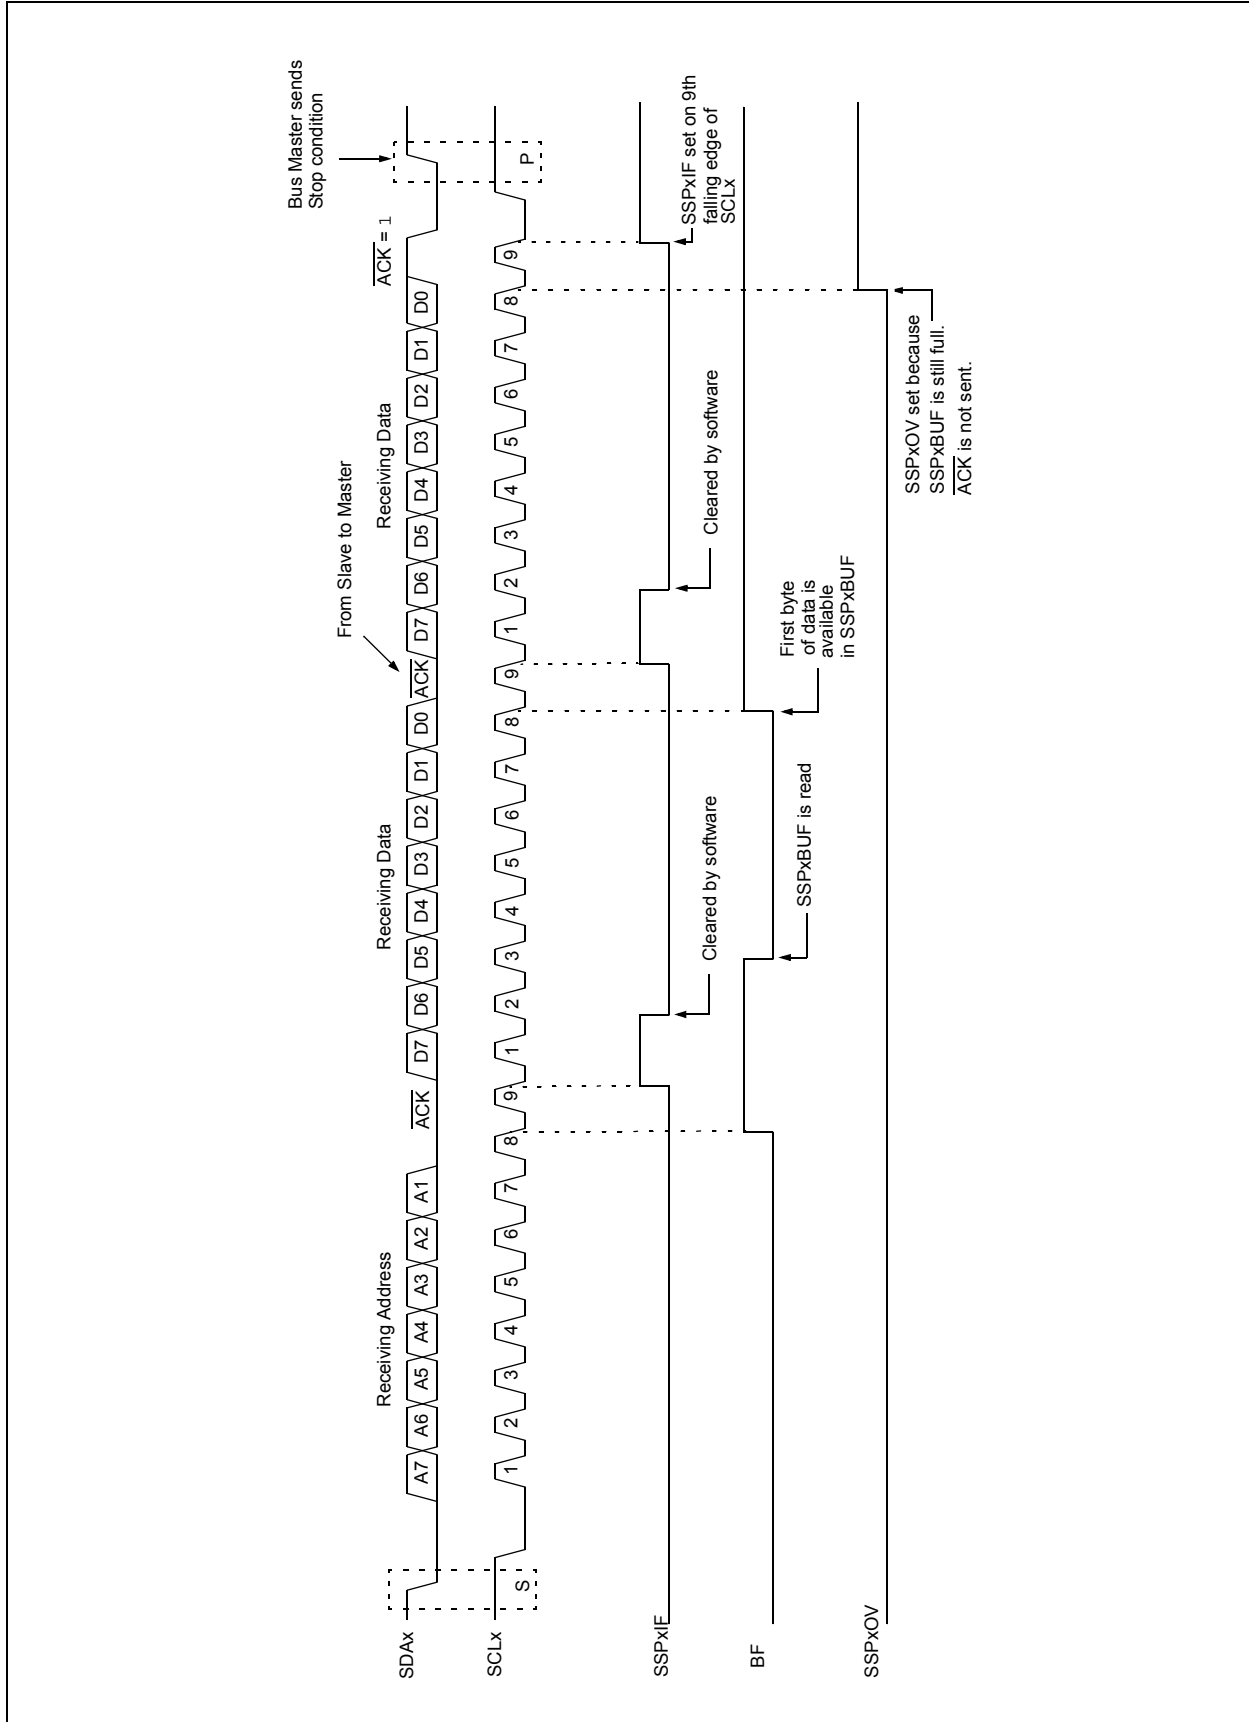 Bus Master sends
Stop condition
From Slave to Master
Receiving Address
Receiving Data
Receiving Data
ACK = 1
SDAx
A7 A6 A5 A4 A3 A2 A1
ACK
D7 D6 D5 D4 D3 D2 D1 D0
ACK
D7 D6 D5 D4 D3 D2 D1 D0
SCLx
S
1 2 3 4 5 6 7 8 9
1 2 3 4 5 6 7 8 9
1 2 3 4 5 6 7 8 9
P
SSPxIF
Cleared by software
Cleared by software
SSPxIF set on 9th
falling edge of
SCLx
BF
SSPxBUF is read
First byte
of data is
available
in SSPxBUF
SSPxOV
SSPxOV set because
SSPxBUF is still full.
ACK is not sent.